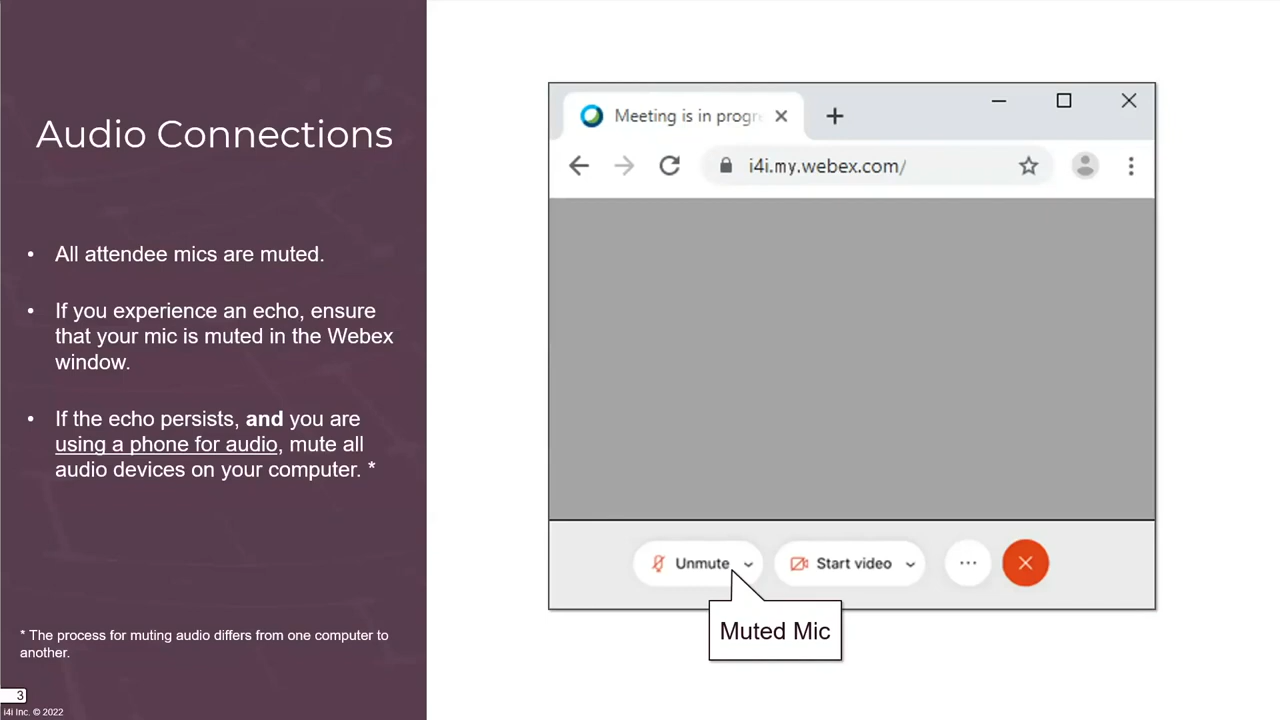 Audio Connections
• All attendee mics are muted.
• If you experience an echo, ensure
that your mic is muted in the Webex
window.
• If the echo persists, and you are
using a phone for audio, mute all
audio devices on your computer. *
* The process for muting audio differs from one computer to
another.
3
i4i Inc. © 2022
Meeting is in progr
i4i.my.webex.com/
Unmute
Start video
Muted Mic